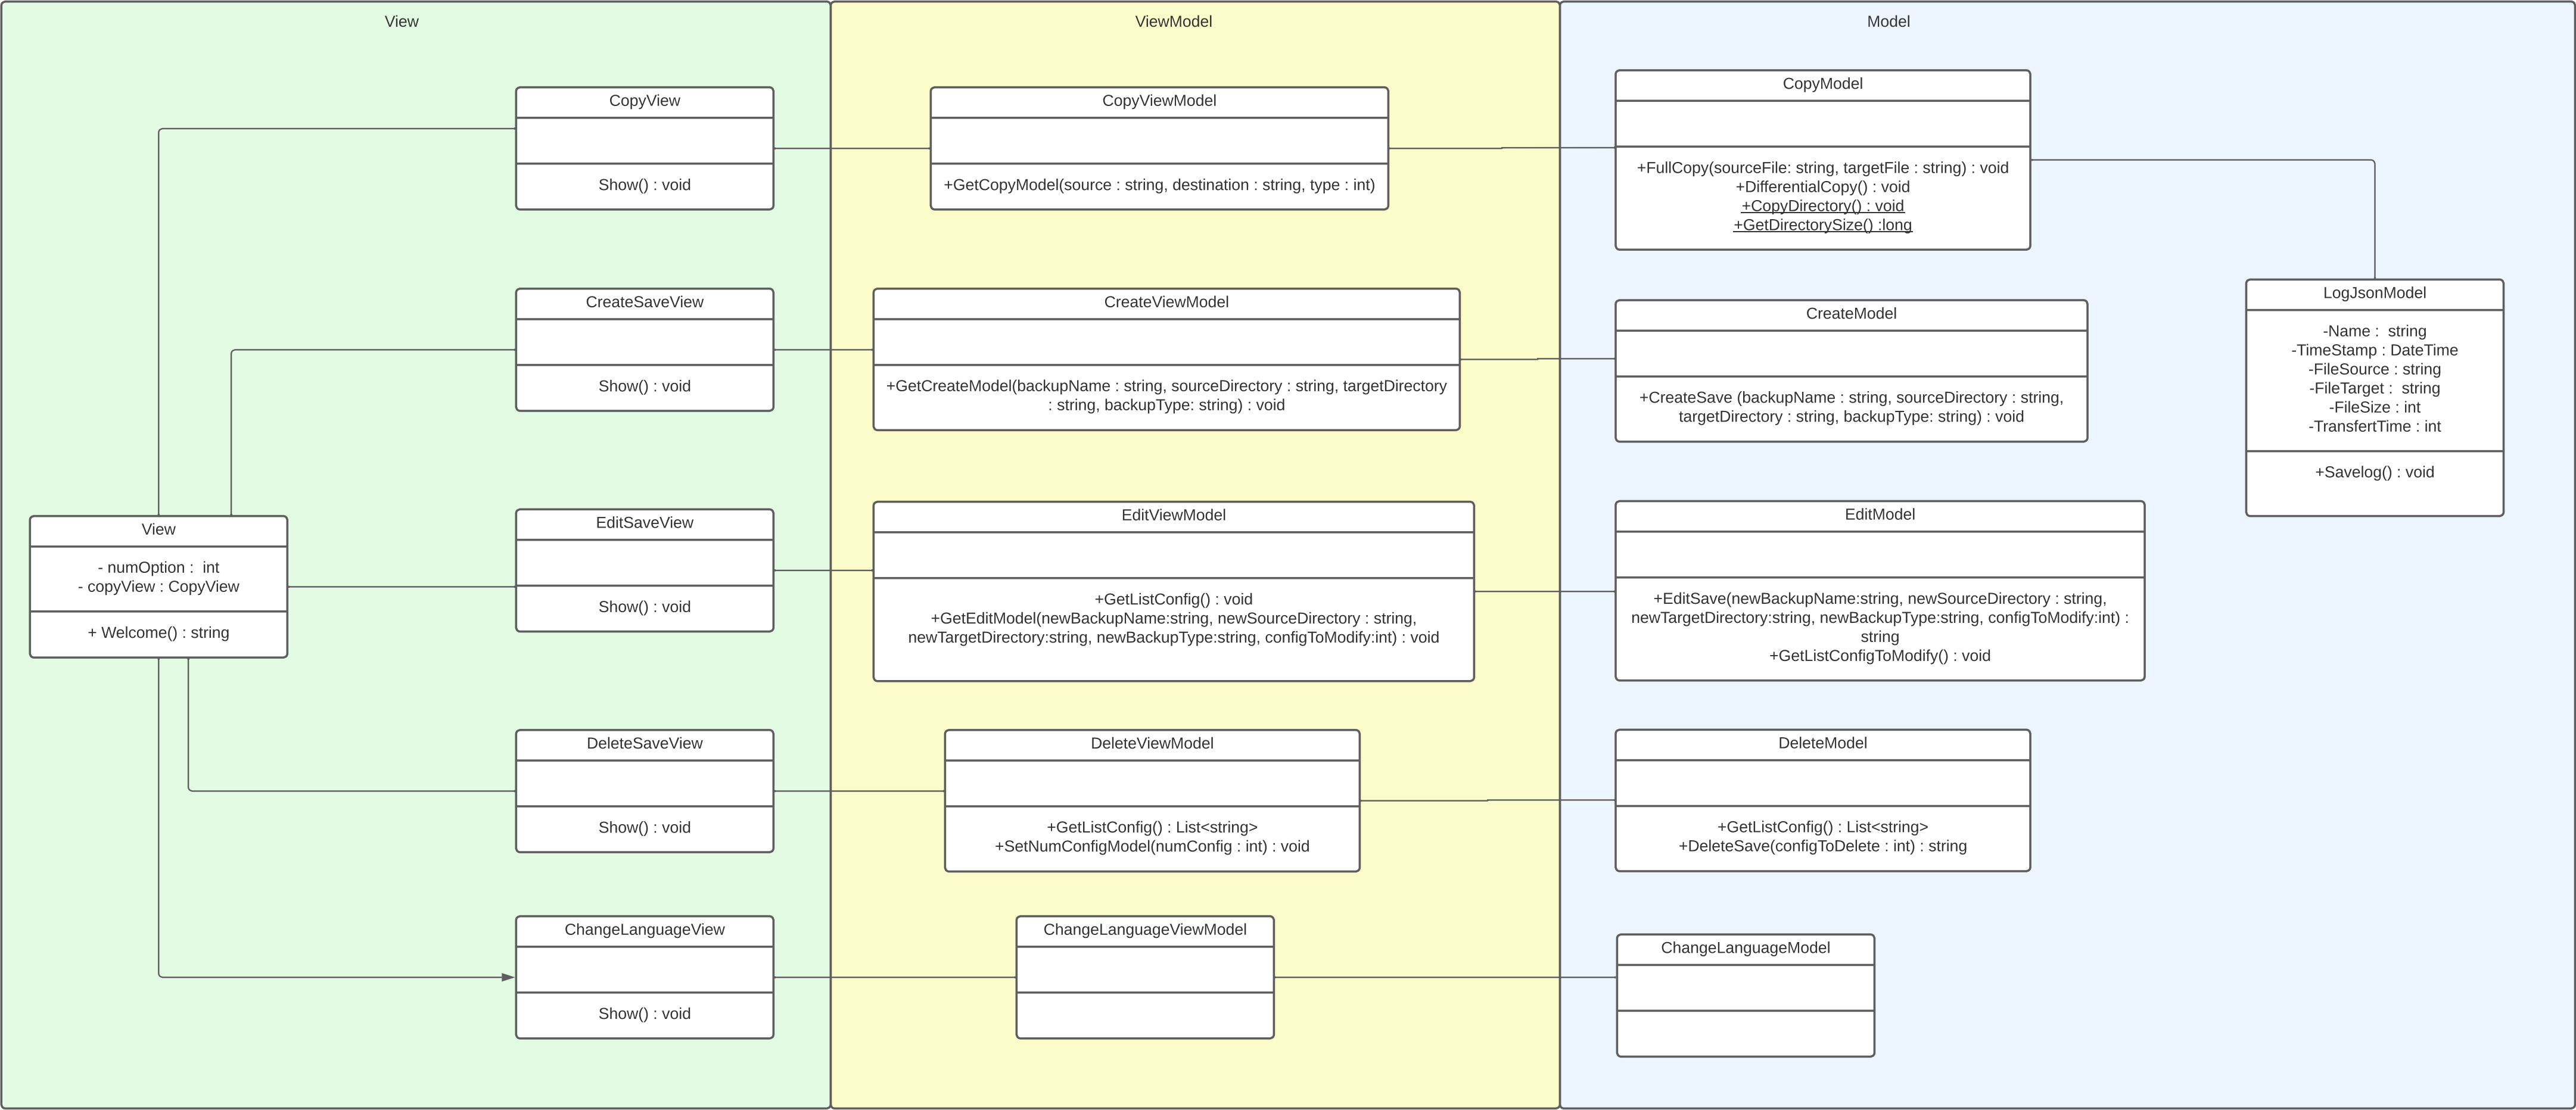 View
ViewModel
Model
CopyView
Show() : void
CopyViewModel
+GetCopyModel(source : string, destination : string, type : int)
CopyModel
+FullCopy(sourceFile: string, targetFile : string) : void
+DifferentialCopy() : void
+CopyDirectory() : void
+GetDirectorySize() :long
CreateSaveView
Show() : void
CreateViewModel
+GetCreateModel(backupName : string, sourceDirectory : string, targetDirectory
: string, backupType: string) : void
CreateModel
+CreateSave (backupName : string, sourceDirectory : string,
targetDirectory : string, backupType: string) : void
LogJsonModel
-Name :  string
-TimeStamp : DateTime
-FileSource : string
-FileTarget :  string
-FileSize : int
-TransfertTime : int
+Savelog() : void
View
- numOption :  int
- copyView : CopyView
+ Welcome() : string
EditSaveView
Show() : void
EditViewModel
+GetListConfig() : void
+GetEditModel(newBackupName:string, newSourceDirectory : string,
newTargetDirectory:string, newBackupType:string, configToModify:int) : void
EditModel
+EditSave(newBackupName:string, newSourceDirectory : string,
newTargetDirectory:string, newBackupType:string, configToModify:int) :
string
+GetListConfigToModify() : void
DeleteSaveView
Show() : void
DeleteViewModel
+GetListConfig() : List<string>
+SetNumConfigModel(numConfig : int) : void
DeleteModel
+GetListConfig() : List<string>
+DeleteSave(configToDelete : int) : string
ChangeLanguageView
Show() : void
ChangeLanguageViewModel
ChangeLanguageModel